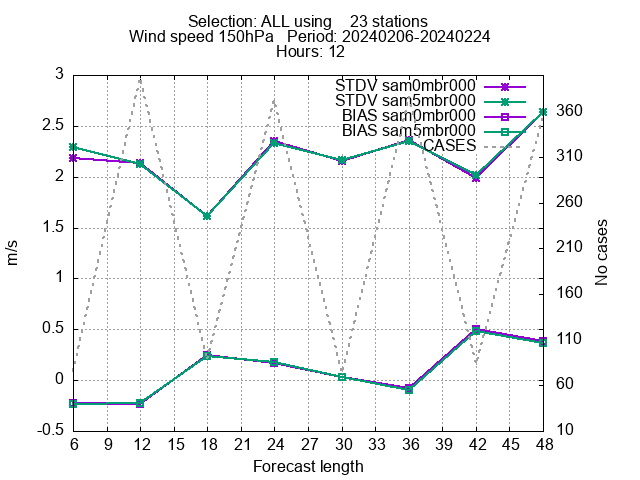 Selection: ALL using 23 stations
Wind speed 150hPa Period: 20240206-20240224
Hours: 12
STDV sam0mbr000
STDV sam5mbr000
BIAS sam0mbr000
BIAS sam5mbr000
CASES
3
2.5
2
1.5
1
0.5
0
-0.5
m/s
360
310
260
210
160
110
60
10
No cases
6 9 12 15 18 21 24 27 30 33 36 39 42 45 48
Forecast length